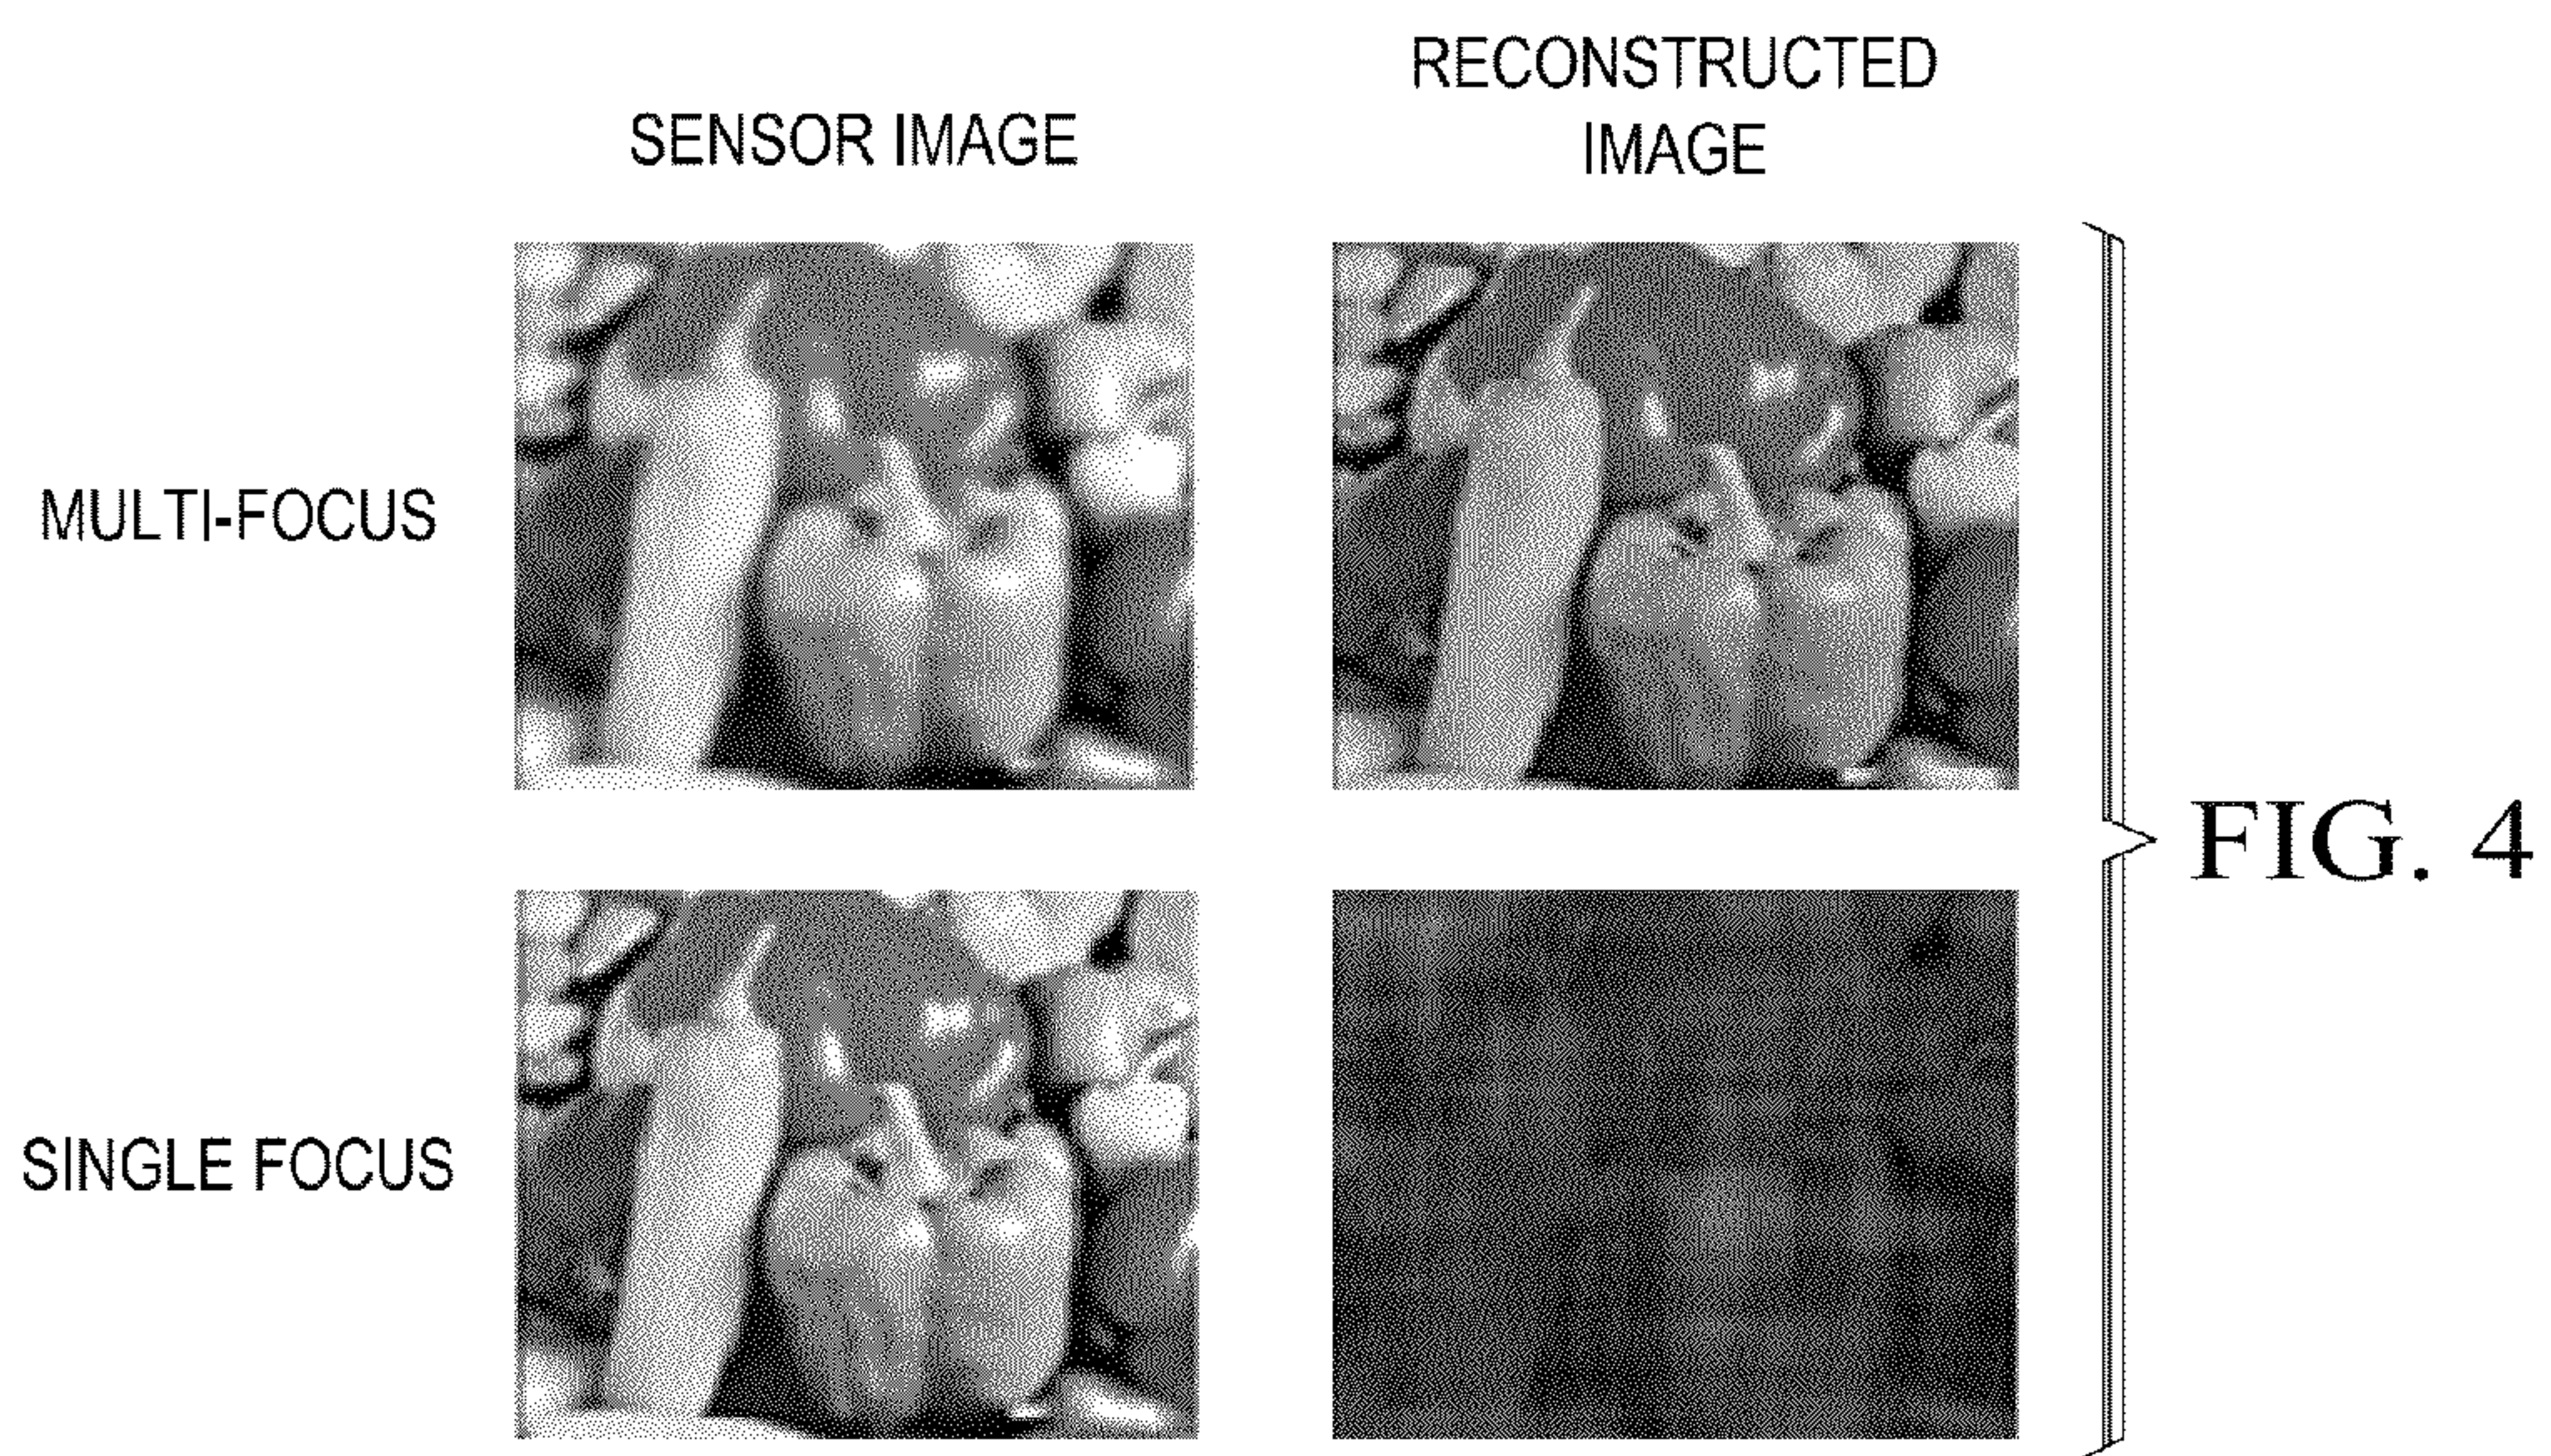 SENSOR IMAGE
RECONSTRUCTED
IMAGE
MULTI-FOCUS
SINGLE FOCUS
FIG. 4